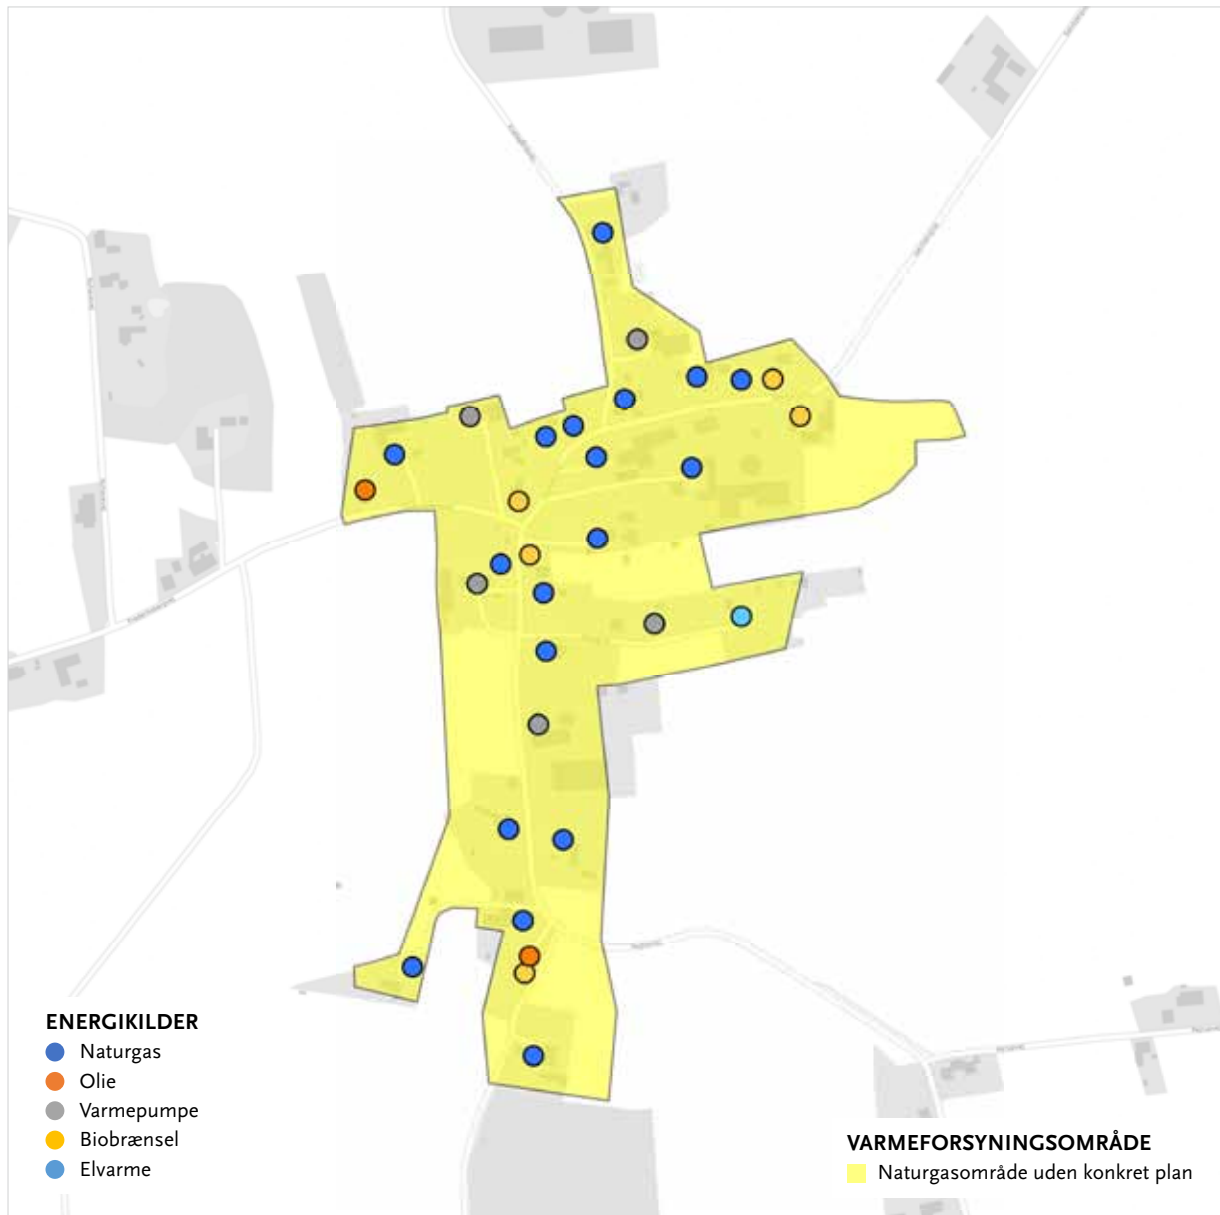 ENERGIKILDER
Naturgas
Olie
Varmepumpe
Biobrænsel
Elvarme
VARMEFORSYNINGSOMRÅDE
Naturgasområde uden konkret plan